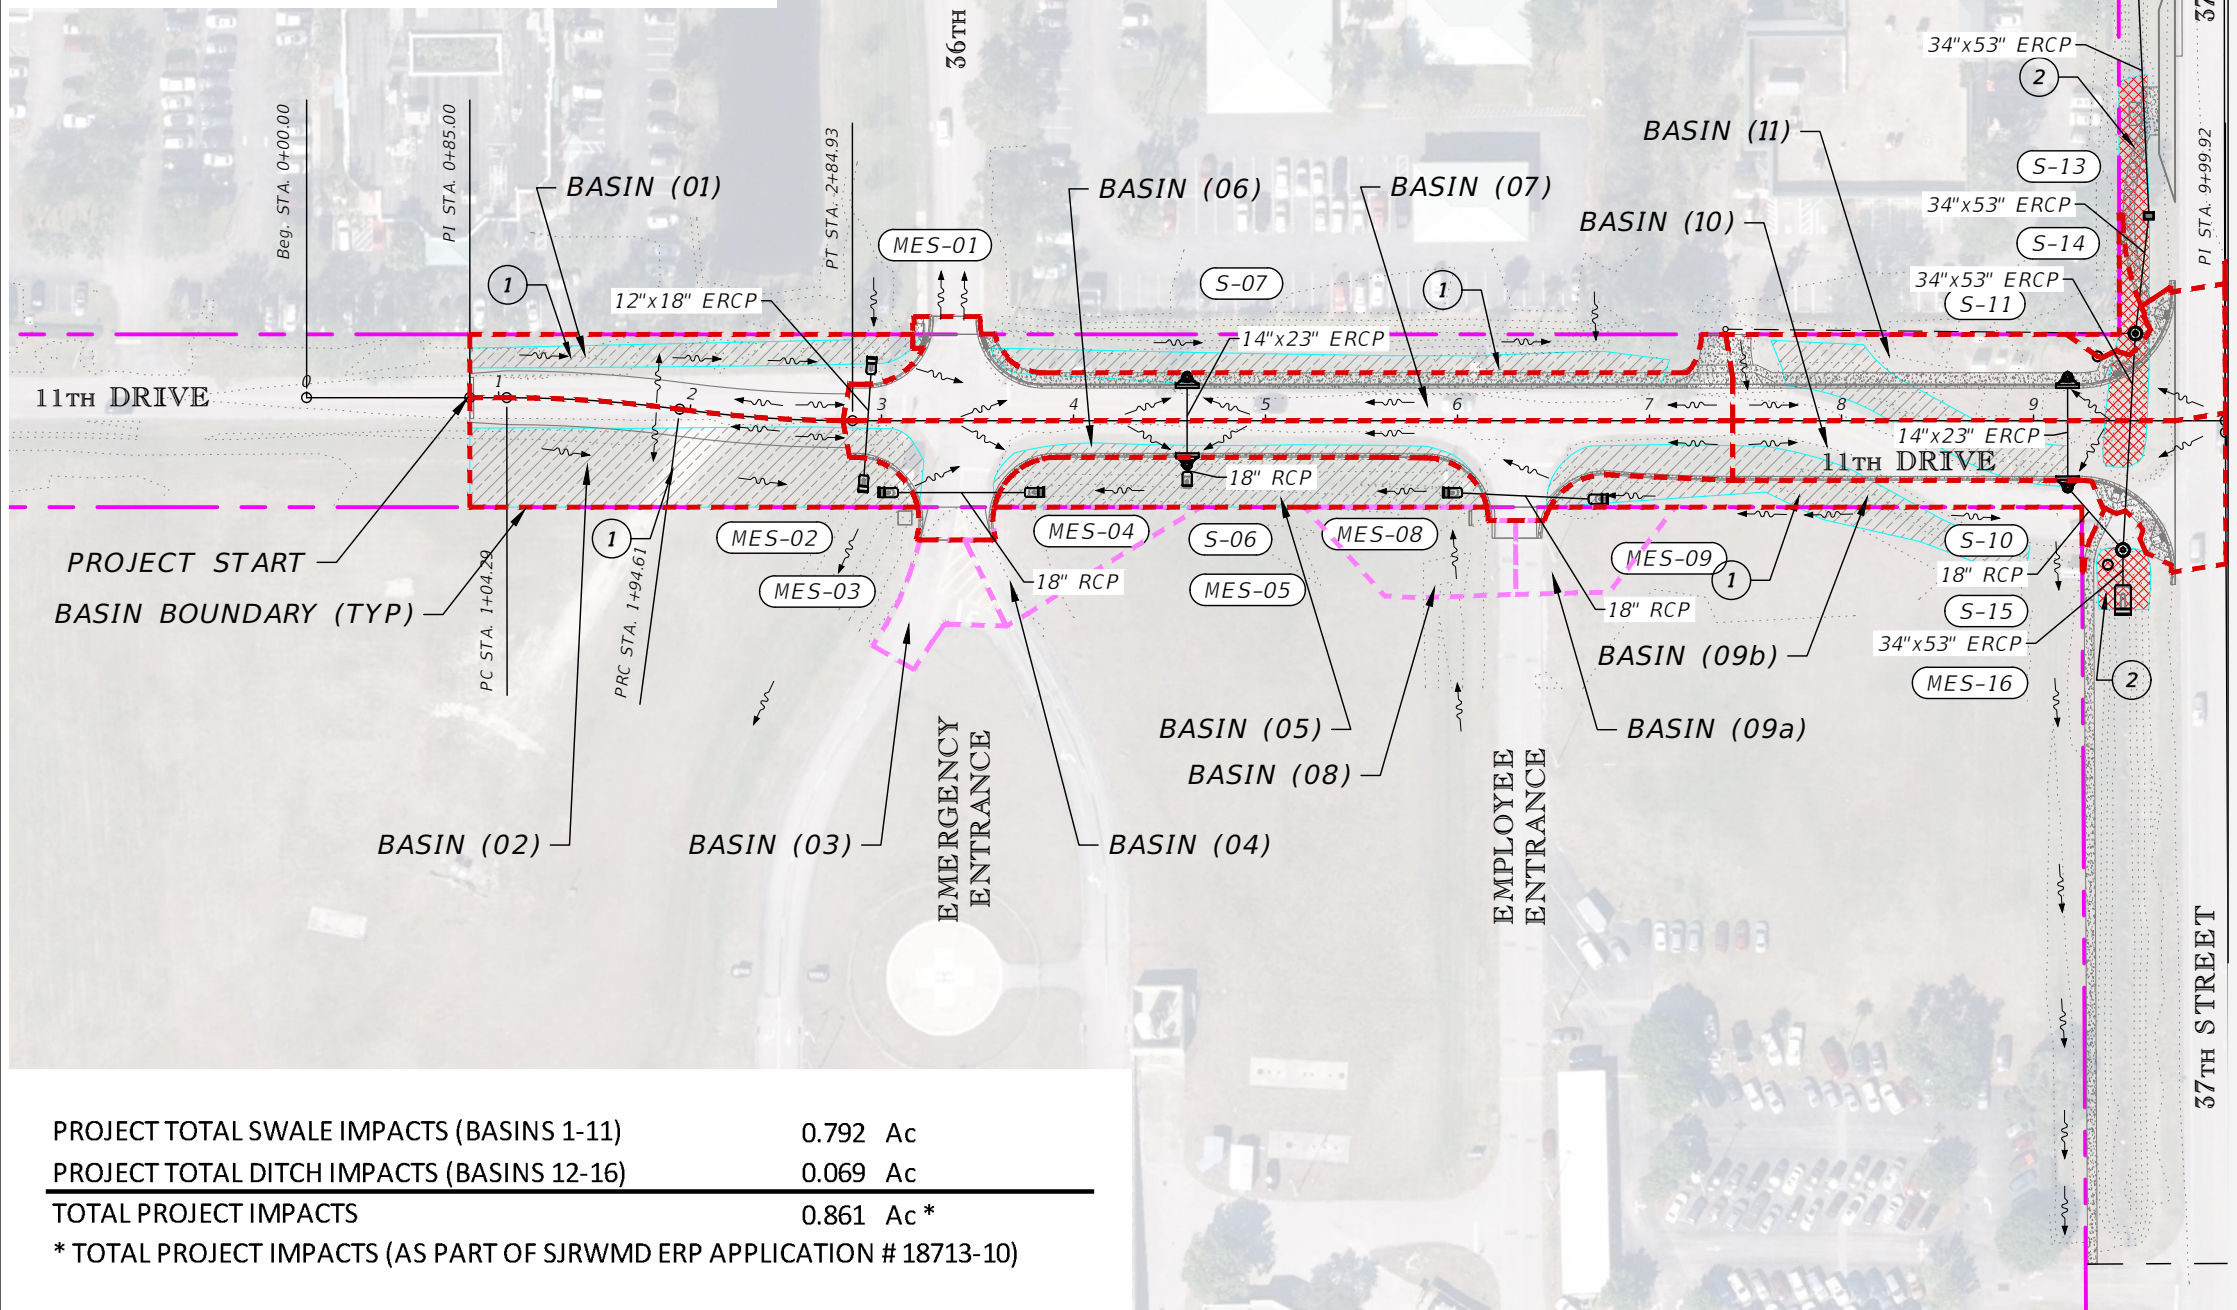 36TH
37
34"x53" ERCP
2
BASIN (11)
S-13
Beg. STA. 0+00.00
PI STA. 0+85.00
PT STA. 2+84.93
PI STA. 9+99.92
BASIN (01)
BASIN (06)
BASIN (07)
34"x53" ERCP
BASIN (10)
MES-01
S-14
1
S-07
1
34"x53" ERCP
S-11
12"x18" ERCP
14"x23" ERCP
11TH DRIVE
0
1
2
3
4
5
6
7
8
9
14"x23" ERCP
11TH DRIVE
18" RCP
PROJECT START
1
MES-02
MES-04
S-06
MES-08
MES-09
S-10
BASIN BOUNDARY (TYP)
PC STA. 1+04.29
PRC STA. 1+94.61
MES-03
18" RCP
MES-05
1
18" RCP
18" RCP
S-15
34"x53" ERCP
BASIN (09b)
MES-16
2
BASIN (05)
BASIN (09a)
BASIN (08)
BASIN (02)
BASIN (03)
BASIN (04)
EMERGENCY
ENTRANCE
EMPLOYEE
ENTRANCE
37TH STREET
PROJECT TOTAL SWALE IMPACTS (BASINS 1-11) 0.792 Ac
PROJECT TOTAL DITCH IMPACTS (BASINS 12-16) 0.069 Ac
TOTAL PROJECT IMPACTS 0.861 Ac *
* TOTAL PROJECT IMPACTS (AS PART OF SJRWMD ERP APPLICATION # 18713-10)